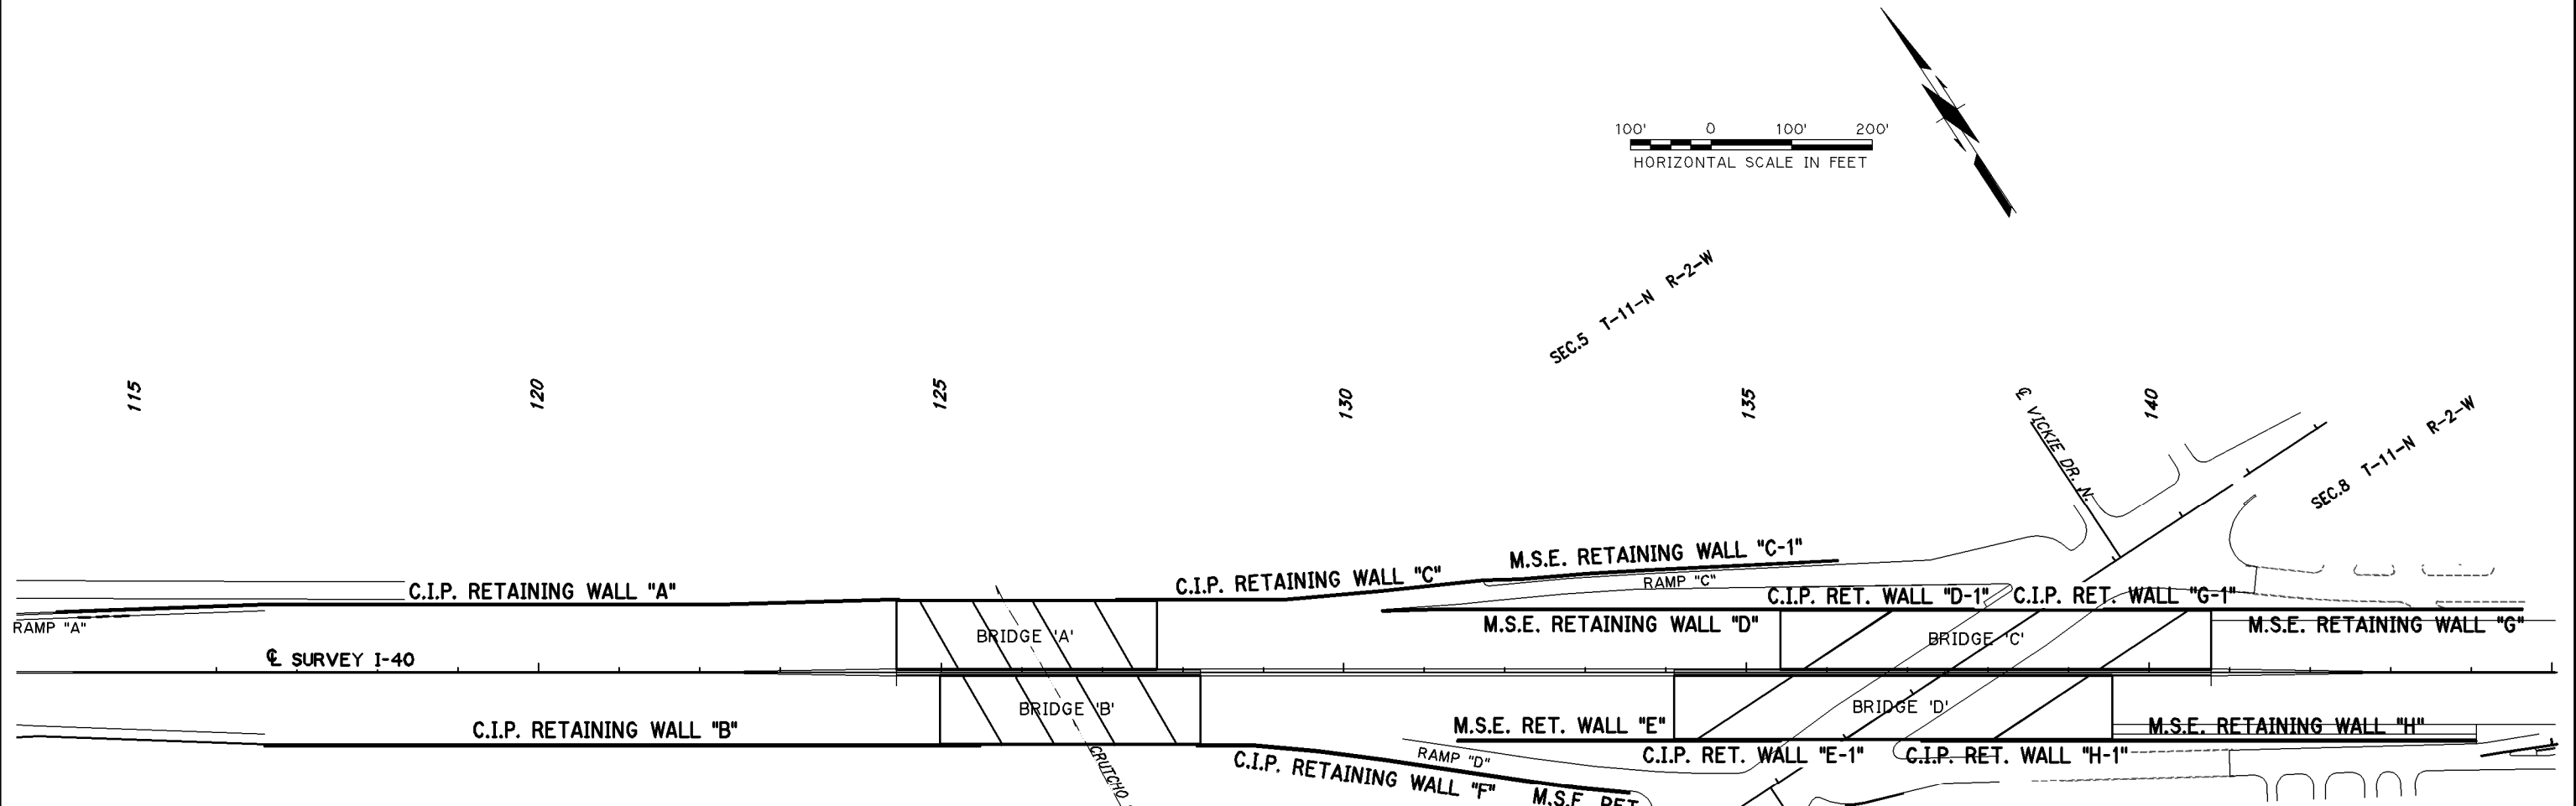 100' 0 100' 200'
HORIZONTAL SCALE IN FEET
SEC.5 T-11-N R-2-W
115
120
125
130
135
140
℄ VICKIE DR. N.
SEC.8 T-11-N R-2-W
C.I.P. RETAINING WALL "A"
C.I.P. RETAINING WALL "C"
M.S.E. RETAINING WALL "C-1"
RAMP "C"
C.I.P. RET. WALL "D-1"
C.I.P. RET. WALL "G-1"
RAMP "A"
BRIDGE 'A'
M.S.E. RETAINING WALL "D"
BRIDGE 'C'
M.S.E. RETAINING WALL "G"
℄ SURVEY I-40
BRIDGE 'B'
BRIDGE 'D'
C.I.P. RETAINING WALL "B"
M.S.E. RET. WALL "E"
M.S.E. RETAINING WALL "H"
CRUTCHO
C.I.P. RETAINING WALL "F"
RAMP "D"
C.I.P. RET. WALL "E-1"
C.I.P. RET. WALL "H-1"
M.S.E. RET